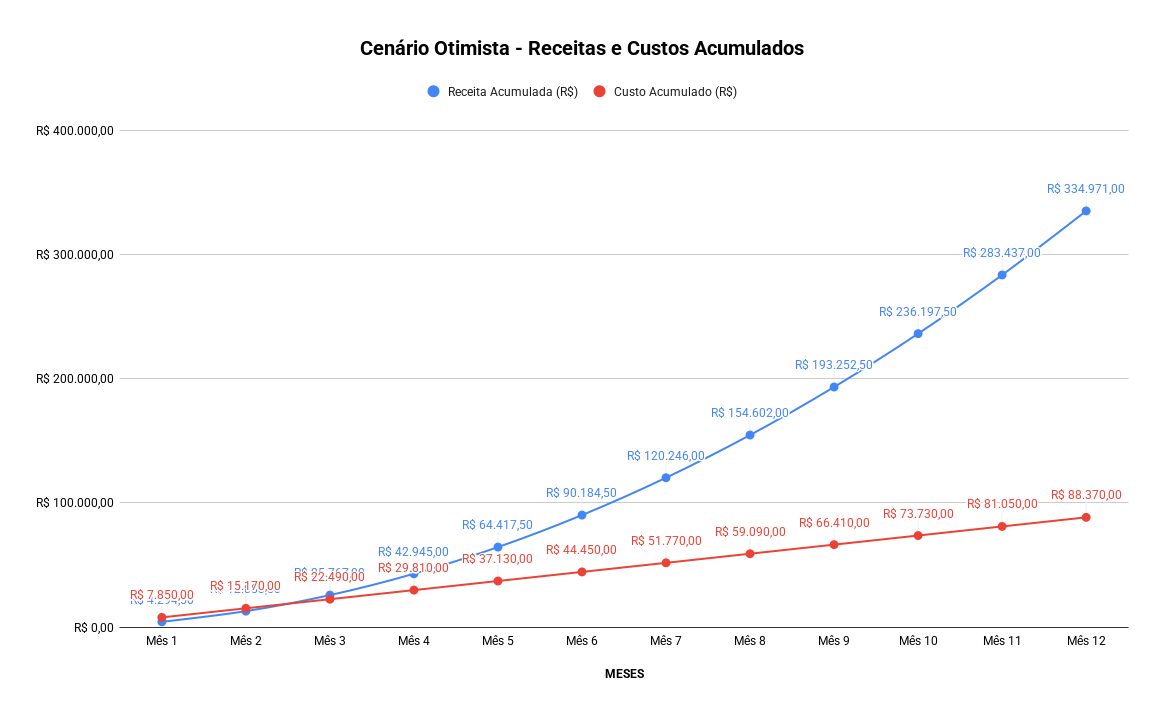 Cenário Otimista - Receitas e Custos Acumulados
Receita Acumulada (R$) Custo Acumulado (R$)
R$ 400.000,00
R$ 334.971,00
R$ 300.000,00
R$ 283.437,00
R$ 236.197,50
R$ 200.000,00
R$ 193.252,50
R$ 154.602,00
R$ 120.246,00
R$ 100.000,00
R$ 90.184,50
R$ 64.417,50
R$ 42.945,00
R$ 7.850,00
R$ 15.170,00
R$ 22.490,00
R$ 29.810,00
R$ 37.130,00
R$ 44.450,00
R$ 51.770,00
R$ 59.090,00
R$ 66.410,00
R$ 73.730,00
R$ 81.050,00
R$ 88.370,00
R$ 0,00
Mês 1 Mês 2 Mês 3 Mês 4 Mês 5 Mês 6 Mês 7 Mês 8 Mês 9 Mês 10 Mês 11 Mês 12
MESES